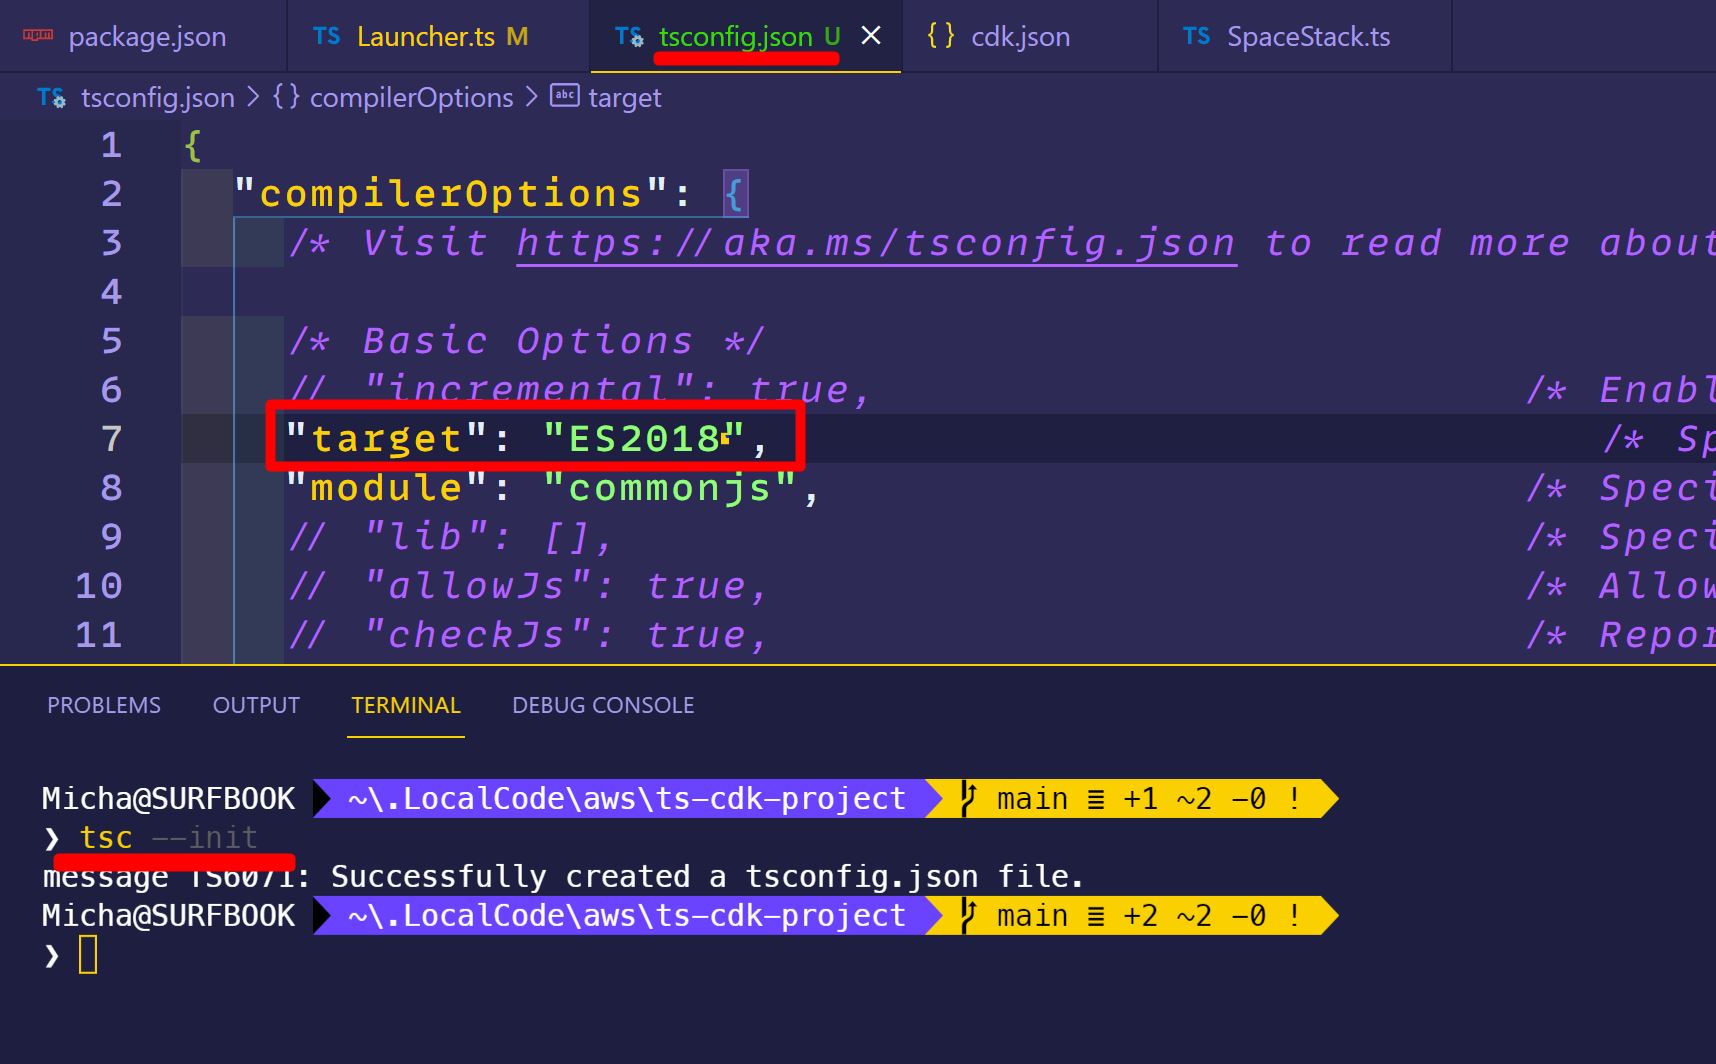 package.json
TS Launcher.ts M
TS tsconfig.json U
{} cdk.json
TS SpaceStack.ts
TS tsconfig.json > {} compilerOptions > abc target
1 {
2 "compilerOptions": {
3 /* Visit https://aka.ms/tsconfig.json to read more about
4
5 /* Basic Options */
6 // "incremental": true, /* Enabl
7 "target": "ES2018", /* Sp
8 "module": "commonjs", /* Speci
9 // "lib": [], /* Speci
10 // "allowJs": true, /* Allow
11 // "checkJs": true, /* Repor
PROBLEMS OUTPUT TERMINAL DEBUG CONSOLE
Micha@SURFBOOK ~\.LocalCode\aws\ts-cdk-project main ≣ +1 ~2 -0 !
❯ tsc --init
message TS6071: Successfully created a tsconfig.json file.
Micha@SURFBOOK ~\.LocalCode\aws\ts-cdk-project main ≣ +2 ~2 -0 !
❯